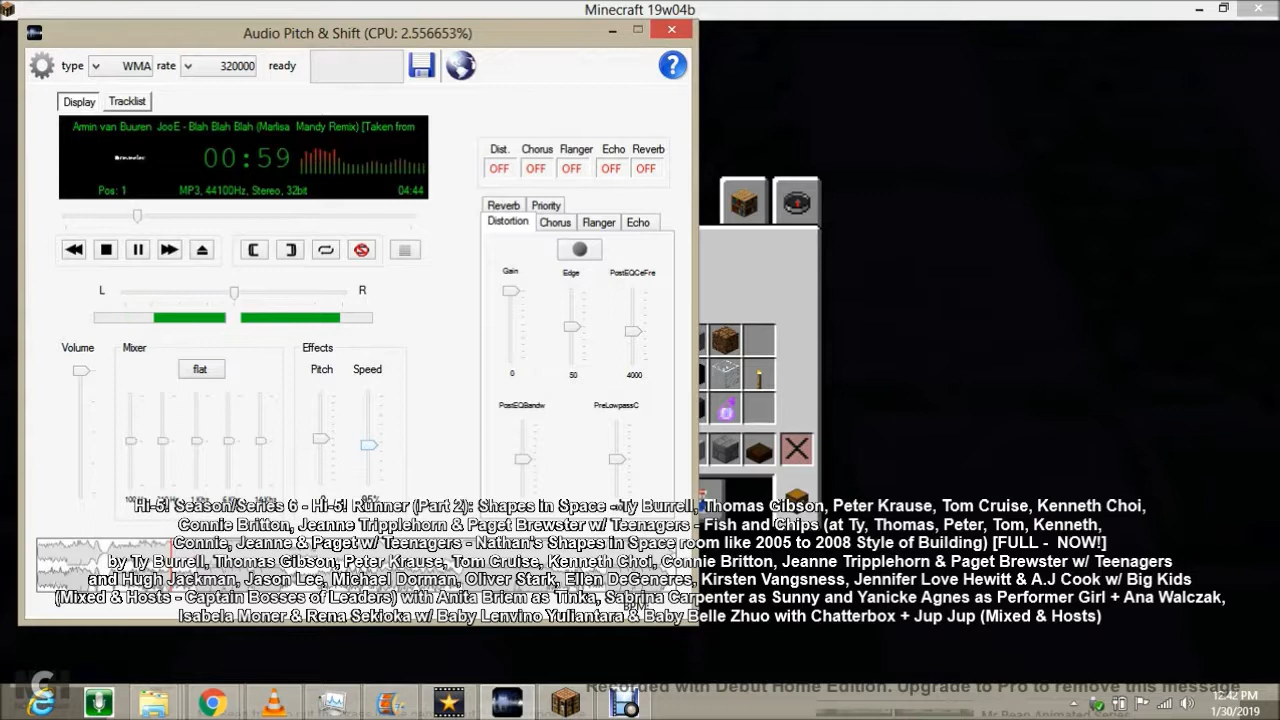 Minecraft 19w04b
Audio Pitch & Shift (CPU: 2.556653%)
type WMA rate 320000 ready
Display Tracklist
Armin van Buuren JooE - Blah Blah Blah (Marlisa Mandy Remix) [Taken from
00:59
Pos: 1 MP3, 44100Hz, Stereo, 32bit 04:44
Dist. Chorus Flanger Echo Reverb
OFF OFF OFF OFF OFF
Reverb Priority
Distortion Chorus Flanger Echo
Gain Edge PostEQCeFre
0 50 4000
PostEQBandw PreLowpassC
L R
Volume Mixer Effects
flat Pitch Speed
Hi-5! Season/Series 6 - Hi-5! Runner (Part 2): Shapes In Space - Ty Burrell, Thomas Gibson, Peter Krause, Tom Cruise, Kenneth Choi,
Connie Britton, Jeanne Tripplehorn & Paget Brewster w/ Teenagers - Fish and Chips (at Ty, Thomas, Peter, Tom, Kenneth,
Connie, Jeanne & Paget w/ Teenagers - Nathan's Shapes in Space room like 2005 to 2008 Style of Building) [FULL - NOW!]
by Ty Burrell, Thomas Gibson, Peter Krause, Tom Cruise, Kenneth Choi, Connie Britton, Jeanne Tripplehorn & Paget Brewster w/ Teenagers
and Hugh Jackman, Jason Lee, Michael Dorman, Oliver Stark, Ellen DeGeneres, Kirsten Vangsness, Jennifer Love Hewitt & A.J Cook w/ Big Kids
(Mixed & Hosts - Captain Bosses of Leaders) with Anita Briem as Tinka, Sabrina Carpenter as Sunny and Yanicke Agnes as Performer Girl + Ana Walczak,
Isabela Moner & Rena Sekioka w/ Baby Lenvino Yuliantara & Baby Belle Zhuo with Chatterbox + Jup Jup (Mixed & Hosts)
Recorded with Debut Home Edition. Upgrade to Pro to remove this message
12:42 PM
1/30/2019